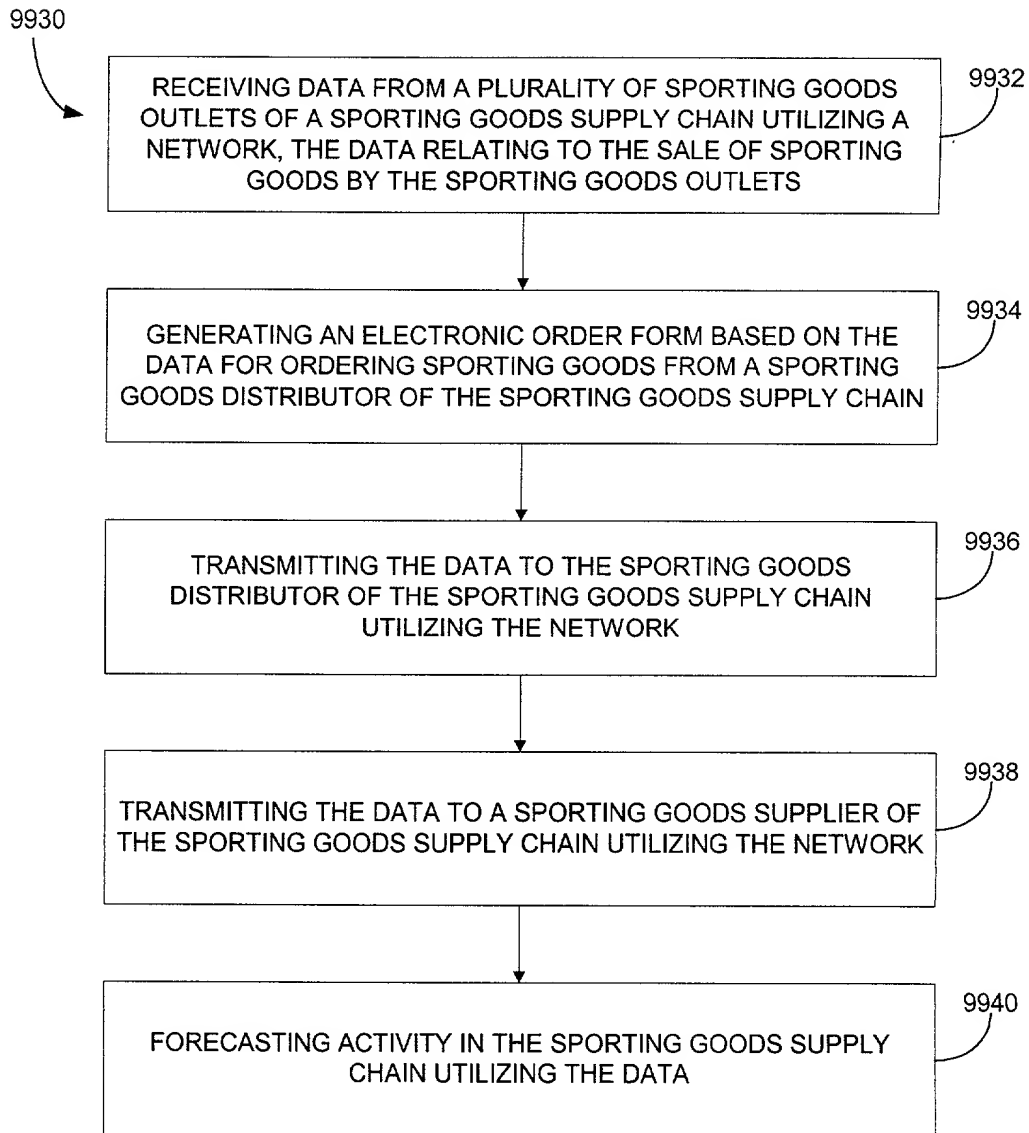 9930
RECEIVING DATA FROM A PLURALITY OF SPORTING GOODS
OUTLETS OF A SPORTING GOODS SUPPLY CHAIN UTILIZING A
NETWORK, THE DATA RELATING TO THE SALE OF SPORTING
GOODS BY THE SPORTING GOODS OUTLETS
9932
GENERATING AN ELECTRONIC ORDER FORM BASED ON THE
DATA FOR ORDERING SPORTING GOODS FROM A SPORTING
GOODS DISTRIBUTOR OF THE SPORTING GOODS SUPPLY CHAIN
9934
TRANSMITTING THE DATA TO THE SPORTING GOODS
DISTRIBUTOR OF THE SPORTING GOODS SUPPLY CHAIN
UTILIZING THE NETWORK
9936
TRANSMITTING THE DATA TO A SPORTING GOODS SUPPLIER OF
THE SPORTING GOODS SUPPLY CHAIN UTILIZING THE NETWORK
9938
FORECASTING ACTIVITY IN THE SPORTING GOODS SUPPLY
CHAIN UTILIZING THE DATA
9940